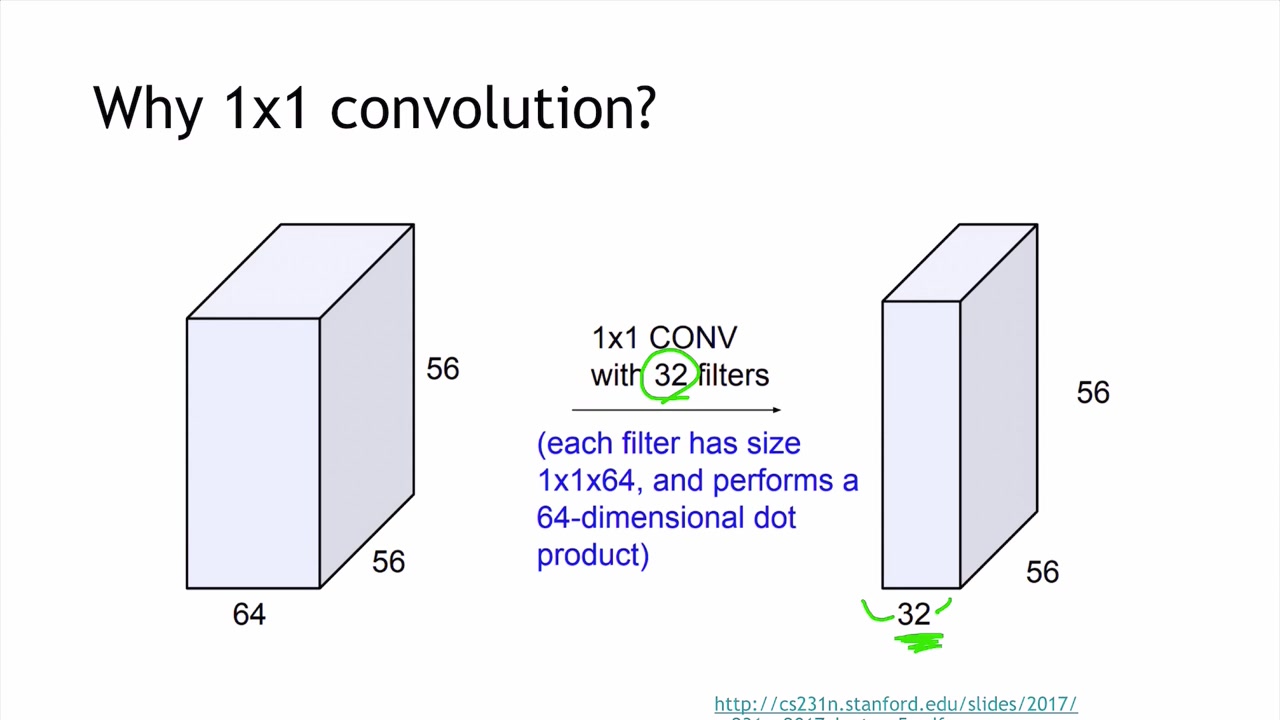 Why 1x1 convolution?
56
56
64
1x1 CONV
with 32 filters
(each filter has size
1x1x64, and performs a
64-dimensional dot
product)
56
56
32
http://cs231n.stanford.edu/slides/2017/